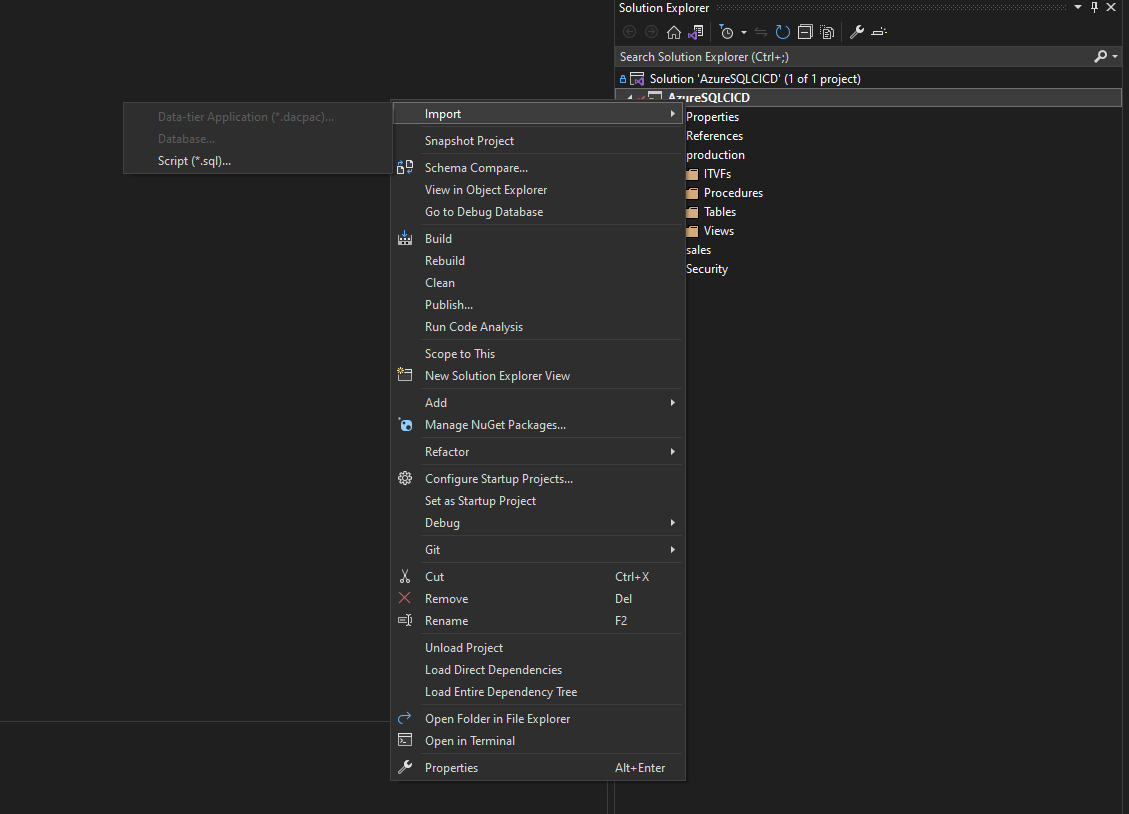 Solution Explorer
Search Solution Explorer (Ctrl+;)
Solution 'AzureSQLCICD' (1 of 1 project)
AzureSQLCICD
Properties
References
production
ITVFs
Procedures
Tables
Views
sales
Security
Import
Snapshot Project
Schema Compare...
View in Object Explorer
Go to Debug Database
Build
Rebuild
Clean
Publish...
Run Code Analysis
Scope to This
New Solution Explorer View
Add
Manage NuGet Packages...
Refactor
Configure Startup Projects...
Set as Startup Project
Debug
Git
Cut Ctrl+X
Remove Del
Rename F2
Unload Project
Load Direct Dependencies
Load Entire Dependency Tree
Open Folder in File Explorer
Open in Terminal
Properties Alt+Enter
Data-tier Application (*.dacpac)...
Database...
Script (*.sql)...